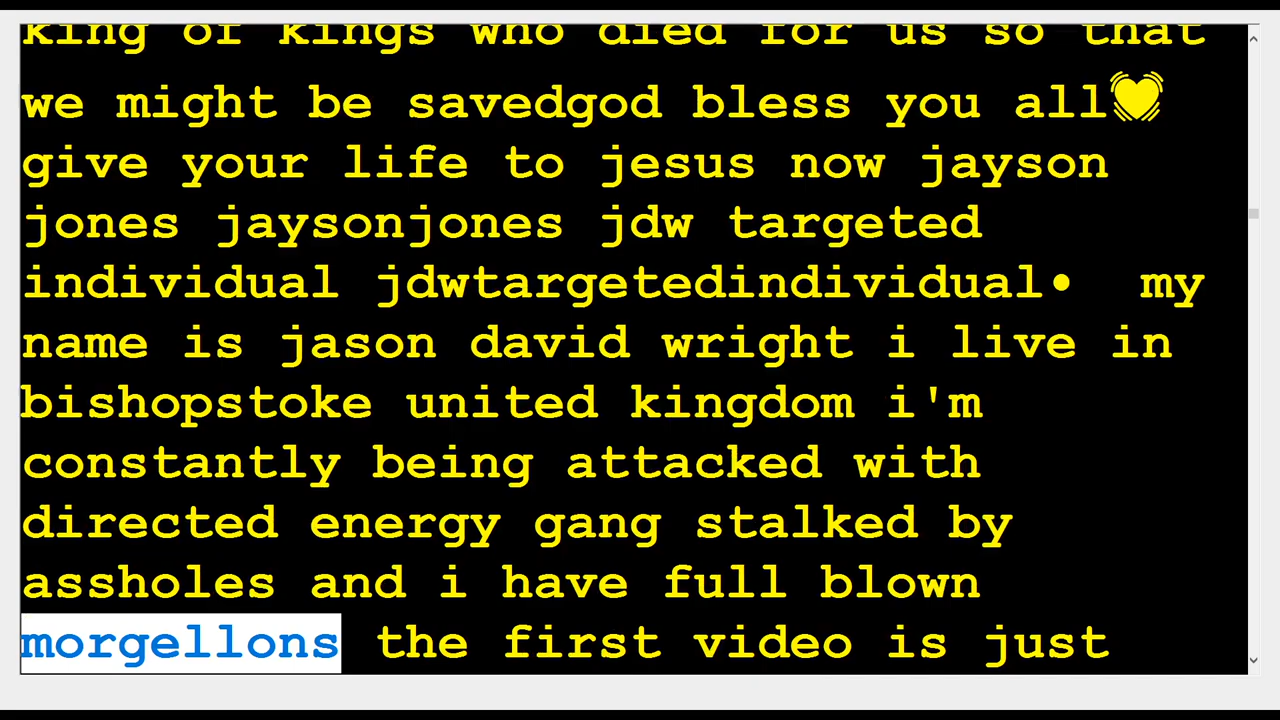 king of kings who died for us so that
we might be savedgod bless you all💓
give your life to jesus now jayson
jones jaysonjones jdw targeted
individual jdwtargetedindividual•  my
name is jason david wright i live in
bishopstoke united kingdom i'm
constantly being attacked with
directed energy gang stalked by
assholes and i have full blown
morgellons the first video is just